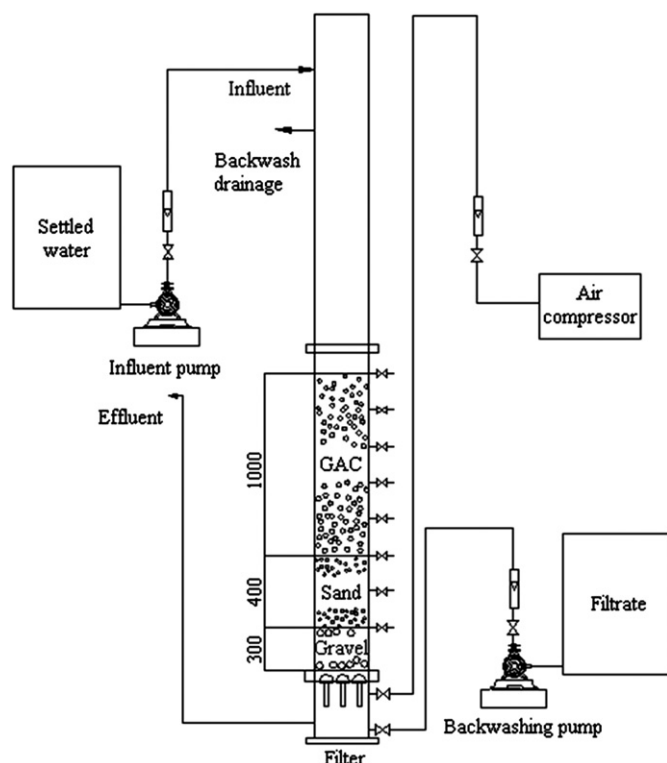 Influent
Backwash
drainage
Settled
water
Air
compressor
Influent pump
Effluent
1000
GAC
400
Sand
Filtrate
300
Gravel
Backwashing pump
Filter